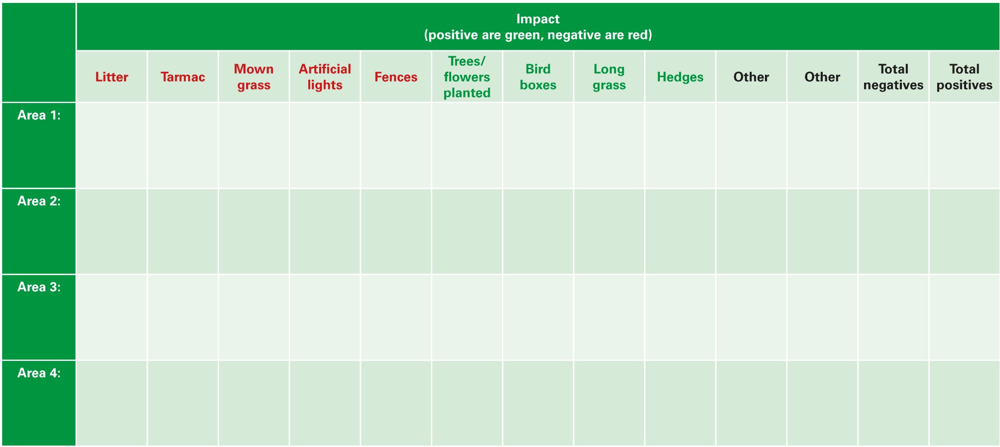 Impact
(positive are green, negative are red)
Litter
Tarmac
Mown
grass
Artificial
lights
Fences
Trees/
flowers
planted
Bird
boxes
Long
grass
Hedges
Other
Other
Total
negatives
Total
positives
Area 1:
Area 2:
Area 3:
Area 4: